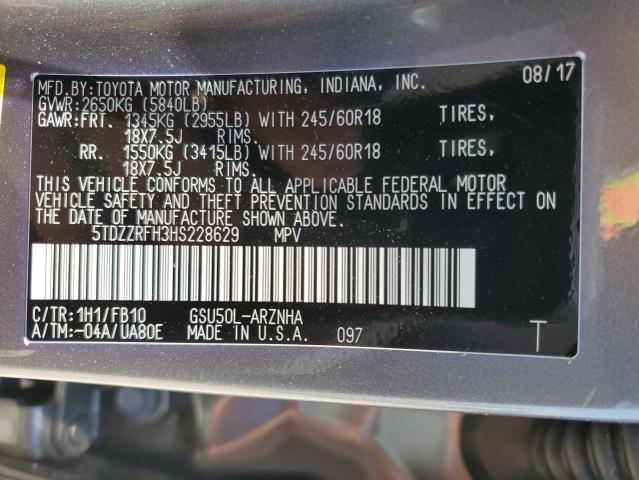 MFD.BY:TOYOTA MOTOR MANUFACTURING, INDIANA, INC. 08/17
GVWR:2650KG (5840LB)
GAWR:FRT. 1345KG (2955LB) WITH 245/60R18 TIRES,
18X7.5J RIMS.
RR. 1550KG (3415LB) WITH 245/60R18 TIRES,
18X7.5J RIMS.
THIS VEHICLE CONFORMS TO ALL APPLICABLE FEDERAL MOTOR
VEHICLE SAFETY AND THEFT PREVENTION STANDARDS IN EFFECT ON
THE DATE OF MANUFACTURE SHOWN ABOVE.
5TDZZRFH3HS228629 MPV
C/TR:1H1/FB10 GSU50L-ARZNHA
A/TM:-04A/UA80E MADE IN U.S.A. 097 T